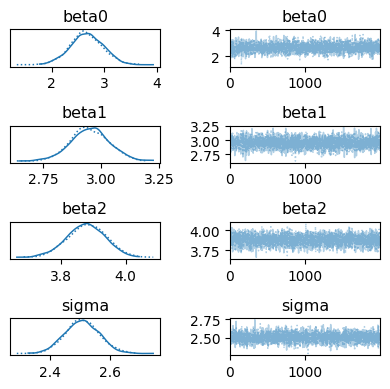 beta0 beta0
4
2
2 3 4 0 1000
beta1 beta1
3.25
3.00
2.75
2.75 3.00 3.25 0 1000
beta2 beta2
4.00
3.75
3.8 4.0 0 1000
sigma sigma
2.75
2.50
2.4 2.6 0 1000